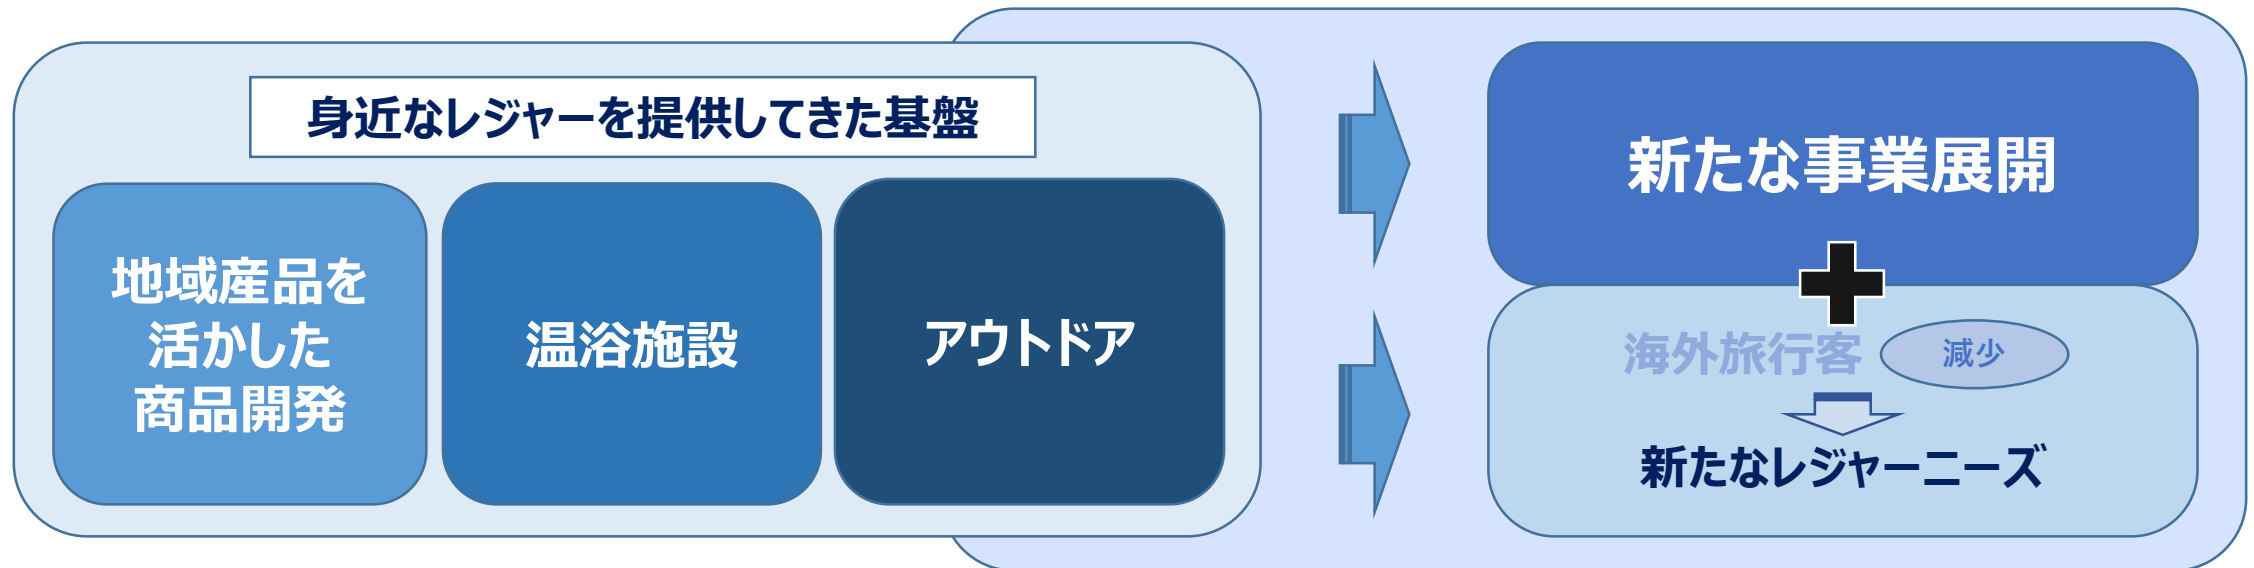 身近なレジャーを提供してきた基盤
地域産品を
活かした
商品開発
温浴施設
アウトドア
新たな事業展開
海外旅行客
減少
新たなレジャーニーズ